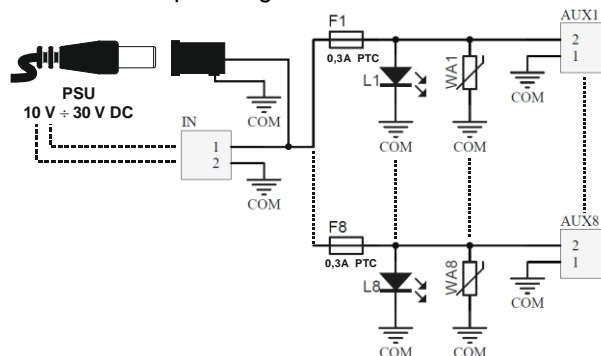 F1
AUX1
0,3A PTC
2
1
L1
WA1
COM
COM
COM
COM
PSU
10 V ÷ 30 V DC
IN
1
2
COM
F8
AUX8
0,3A PTC
2
1
L8
WA8
COM
COM
COM